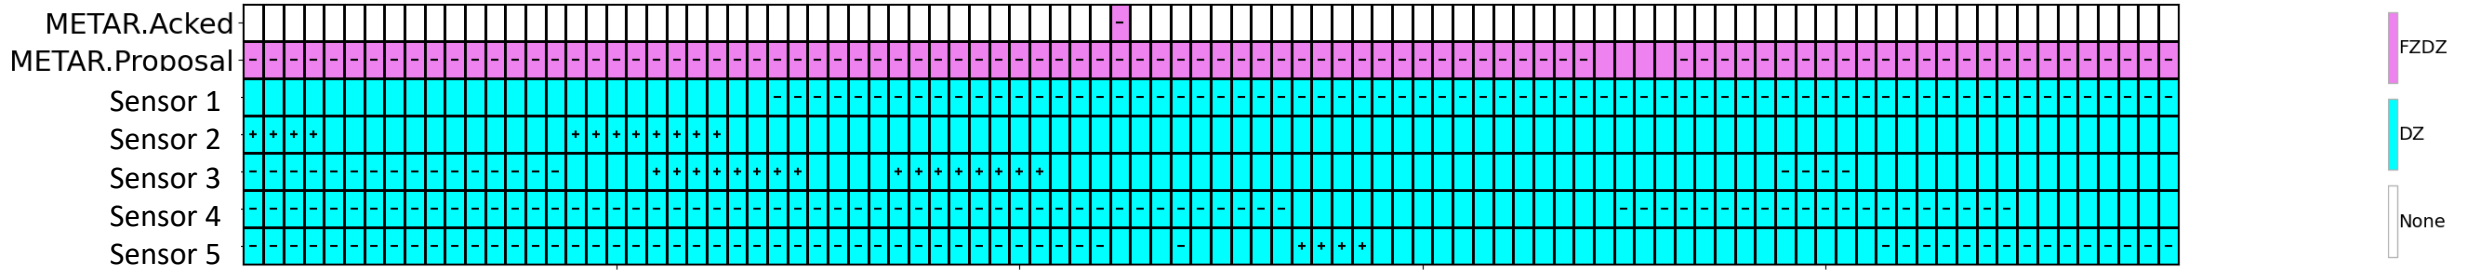 METAR.Acked
METAR.Proposal
Sensor 1
Sensor 2
Sensor 3
Sensor 4
Sensor 5
FZDZ
DZ
None